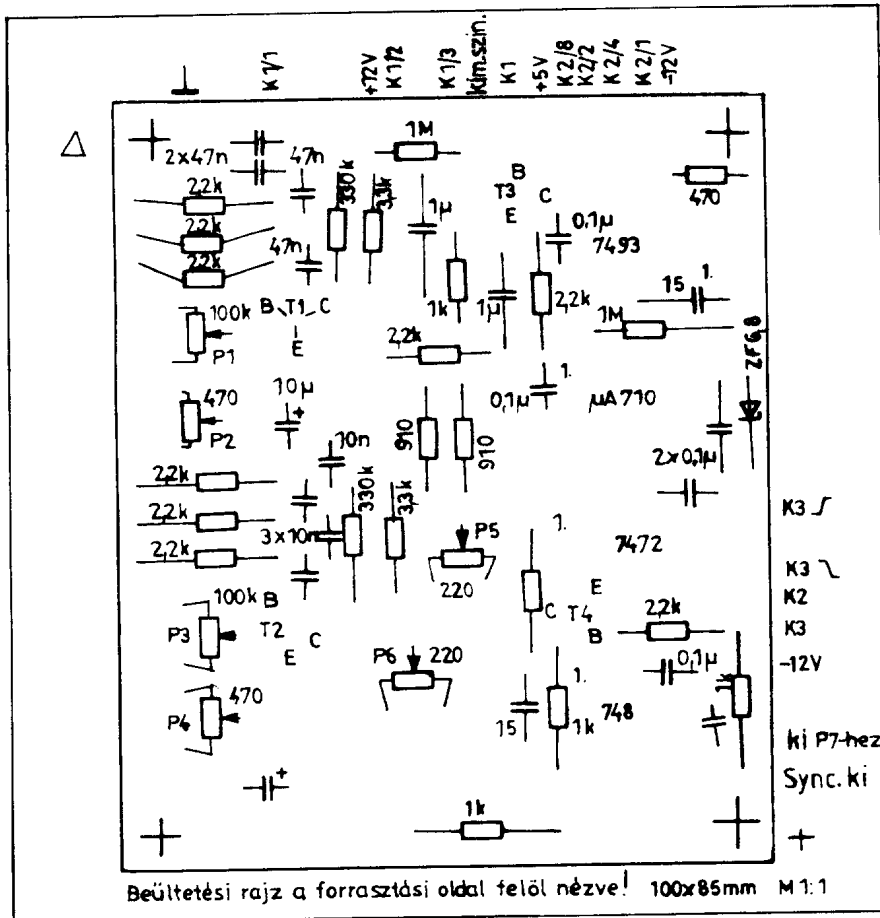 K1/1
+12V
K1/2
K1/3
kim.szin.
K1
+5V
K2/8
K2/2
K2/4
K2/1
-12V
1M
2x47n
47n
2,2k
330k
3,3k
B
T3
C
E
470
1µ
0,1µ
7493
2,2k
47n
2,2k
1k
1µ
2,2k
15
1.
1M
100k
B T1 C
E
P1
2,2k
ZF6,8
470
10µ
+
0,1µ
1.
µA710
P2
10n
910
910
2x0,1µ
2,2k
330k
3,3k
K3
2,2k
3x10n
P5
1.
7472
2,2k
220
K3
E
K2
100k
B
C T4
2,2k
K3
P3
T2
C
B
E
P6
220
0,1µ
-12V
1.
1k
470
P4
15
1k
748
ki P7-hez
Sync. ki
+
1k
+
Beültetési rajz a forrasztási oldal felöl nézve! 100x85mm M 1:1